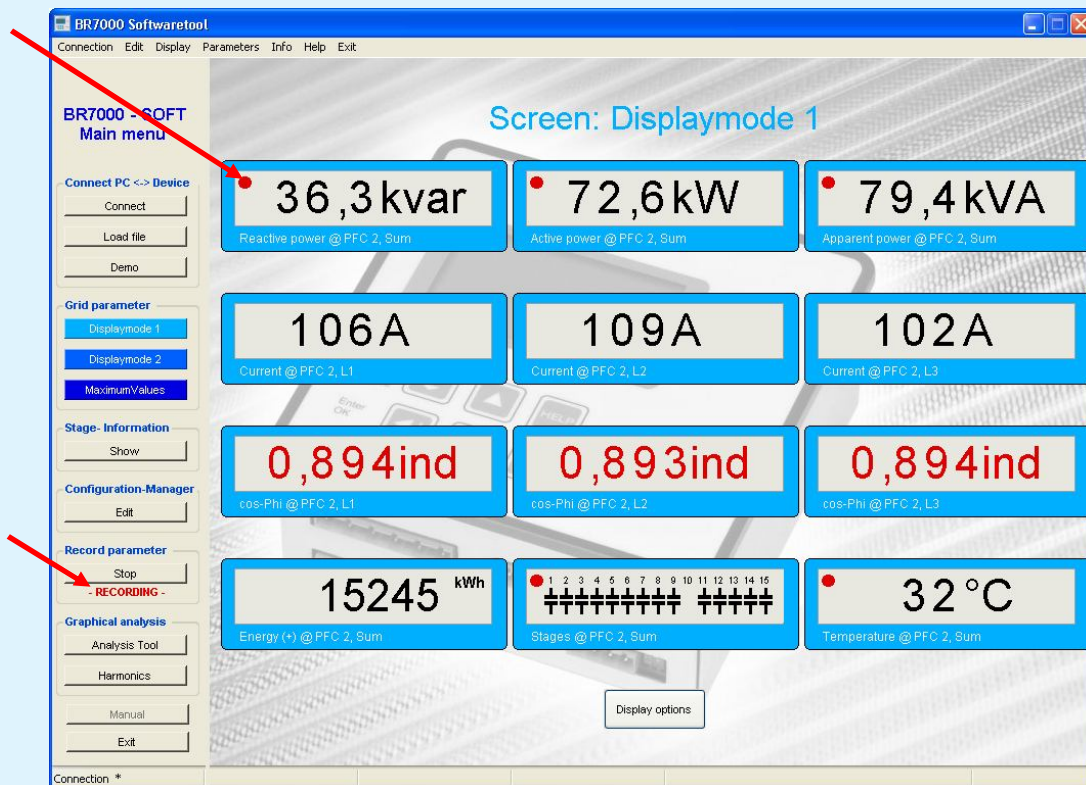 BR7000 Softwaretool
Connection Edit Display Parameters Info Help Exit
BR7000 - SOFT
Main menu
Connect PC <-> Device
Connect
Load file
Demo
Grid parameter
Displaymode 1
Displaymode 2
MaximumValues
Stage- Information
Show
Configuration-Manager
Edit
Record parameter
Stop
- RECORDING -
Graphical analysis
Analysis Tool
Harmonics
Manual
Exit
Screen: Displaymode 1
36,3kvar
Reactive power @ PFC 2, Sum
72,6kW
Active power @ PFC 2, Sum
79,4kVA
Apparent power @ PFC 2, Sum
106A
Current @ PFC 2, L1
109A
Current @ PFC 2, L2
102A
Current @ PFC 2, L3
Enter
OK
HELP
0,894ind
cos-Phi @ PFC 2, L1
0,893ind
cos-Phi @ PFC 2, L2
0,894ind
cos-Phi @ PFC 2, L3
15245 kWh
Energy (+) @ PFC 2, Sum
1 2 3 4 5 6 7 8 9 10 11 12 13 14 15
Stages @ PFC 2, Sum
32°C
Temperature @ PFC 2, Sum
Display options
Connection *